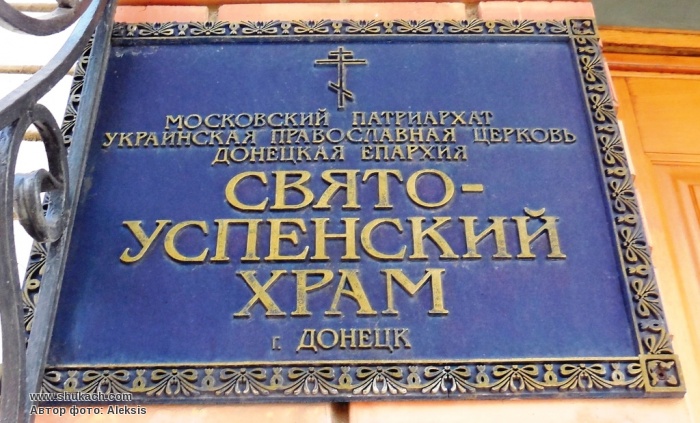 МОСКОВСКИЙ ПАТРИАРХАТ
УКРАИНСКАЯ ПРАВОСЛАВНАЯ ЦЕРКОВЬ
ДОНЕЦКАЯ ЕПАРХИЯ
СВЯТО-
УСПЕНСКИЙ
ХРАМ
г. ДОНЕЦК
www.shukach.com
Автор фото: Aleksis